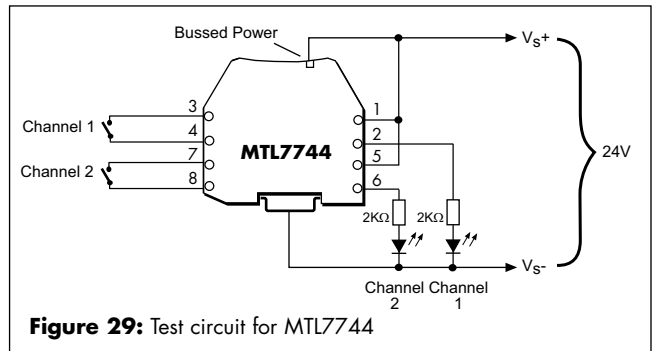 Bussed Power
Vs+
3
1
Channel 1
4
2
MTL7744
24V
7
5
Channel 2
8
6
2KΩ
2KΩ
Vs-
Channel 2
Channel 1
Figure 29: Test circuit for MTL7744